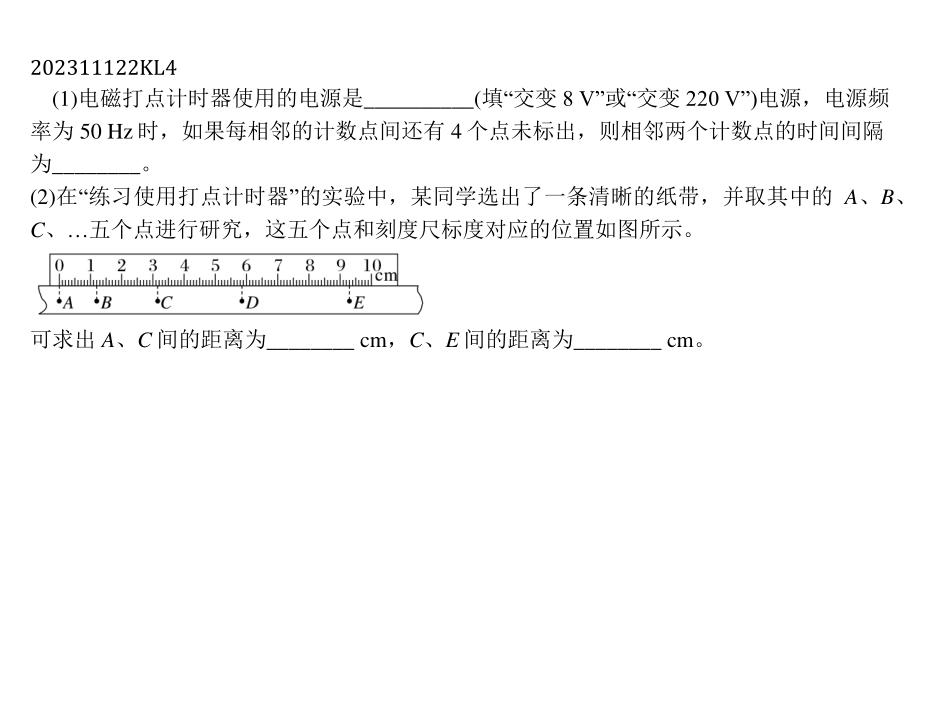 202311122KL4
(1)电磁打点计时器使用的电源是__________(填“交变 8 V”或“交变 220 V”)电源，电源频
率为 50 Hz 时，如果每相邻的计数点间还有 4 个点未标出，则相邻两个计数点的时间间隔
为________。
(2)在“练习使用打点计时器”的实验中，某同学选出了一条清晰的纸带，并取其中的 A、B、
C、…五个点进行研究，这五个点和刻度尺标度对应的位置如图所示。
0 1 2 3 4 5 6 7 8 9 10
cm
A B C D E
可求出 A、C 间的距离为________ cm，C、E 间的距离为________ cm。